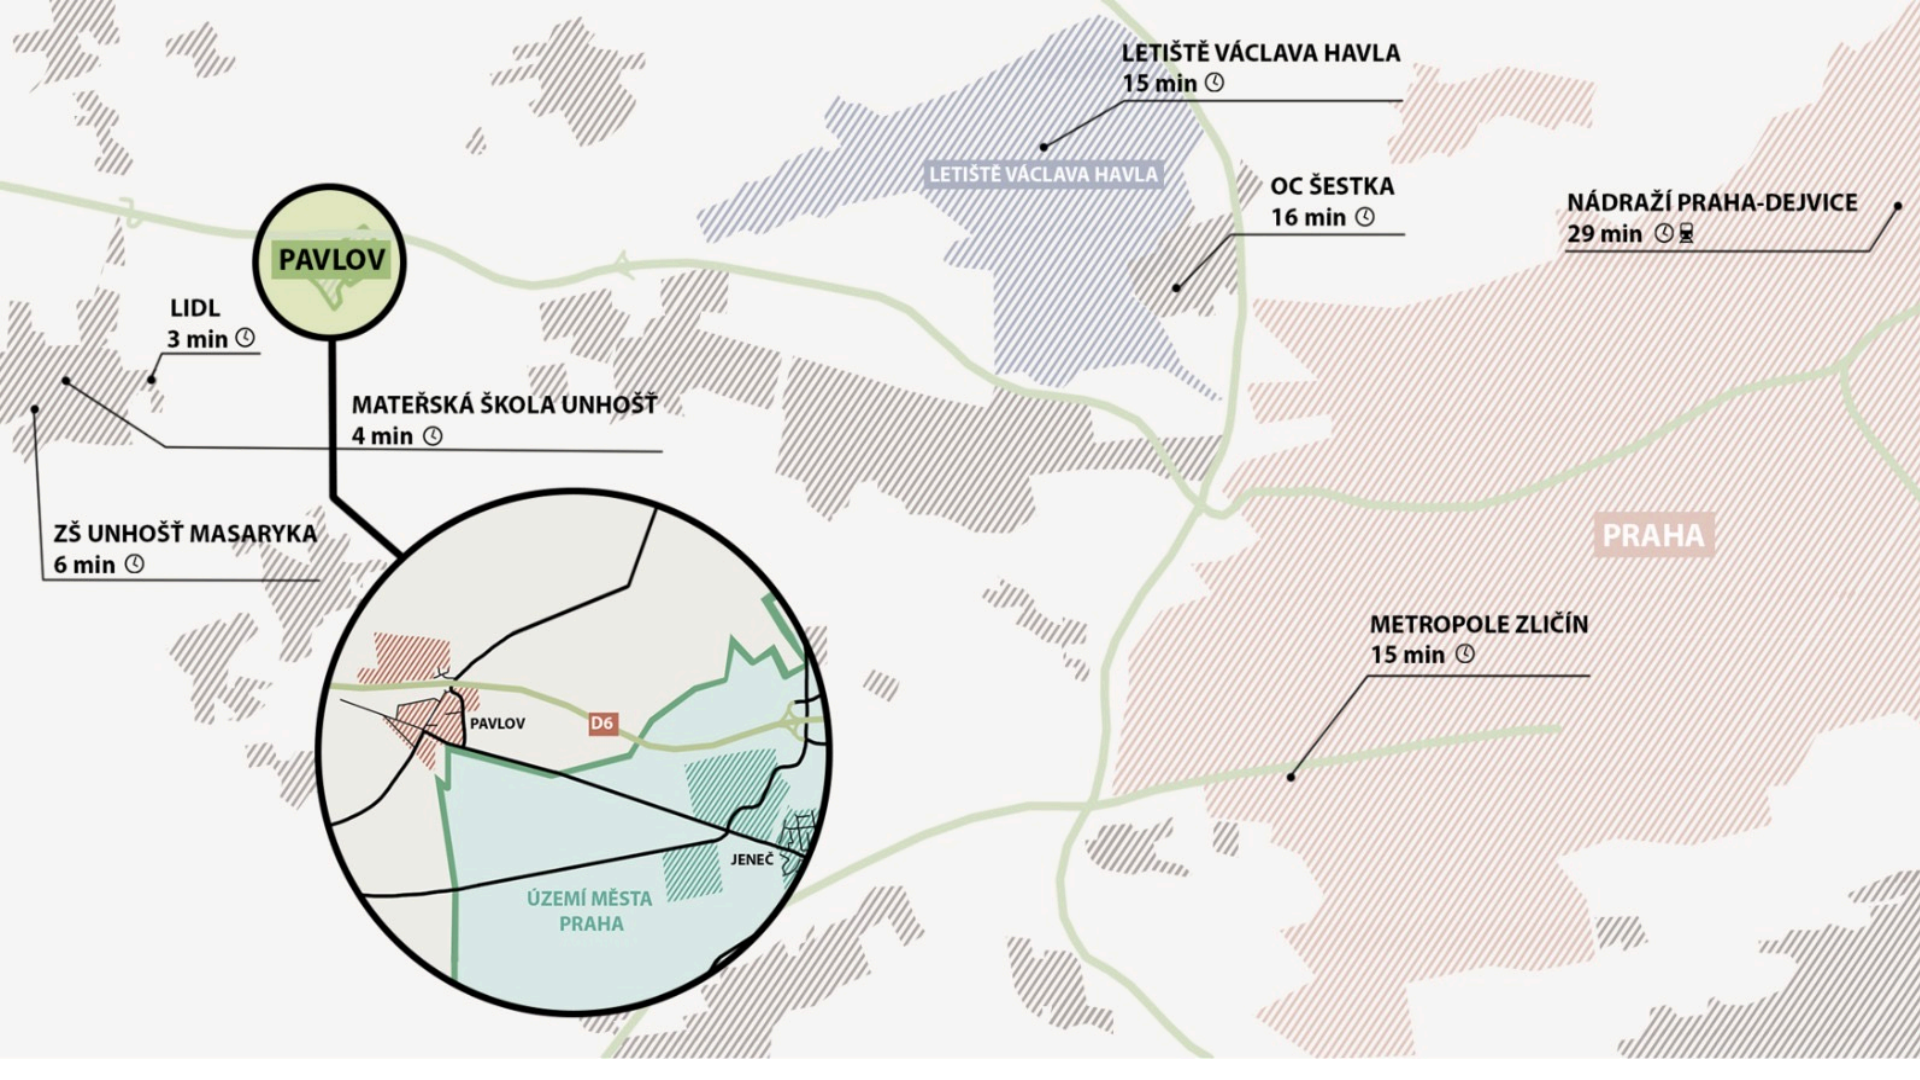 LETIŠTĚ VÁCLAVA HAVLA
15 min
LETIŠTĚ VÁCLAVA HAVLA
OC ŠESTKA
16 min
NÁDRAŽÍ PRAHA-DEJVICE
29 min
PAVLOV
LIDL
3 min
MATEŘSKÁ ŠKOLA UNHOŠŤ
4 min
ZŠ UNHOŠŤ MASARYKA
6 min
PRAHA
METROPOLE ZLIČÍN
15 min
PAVLOV
D6
JENEČ
ÚZEMÍ MĚSTA
PRAHA